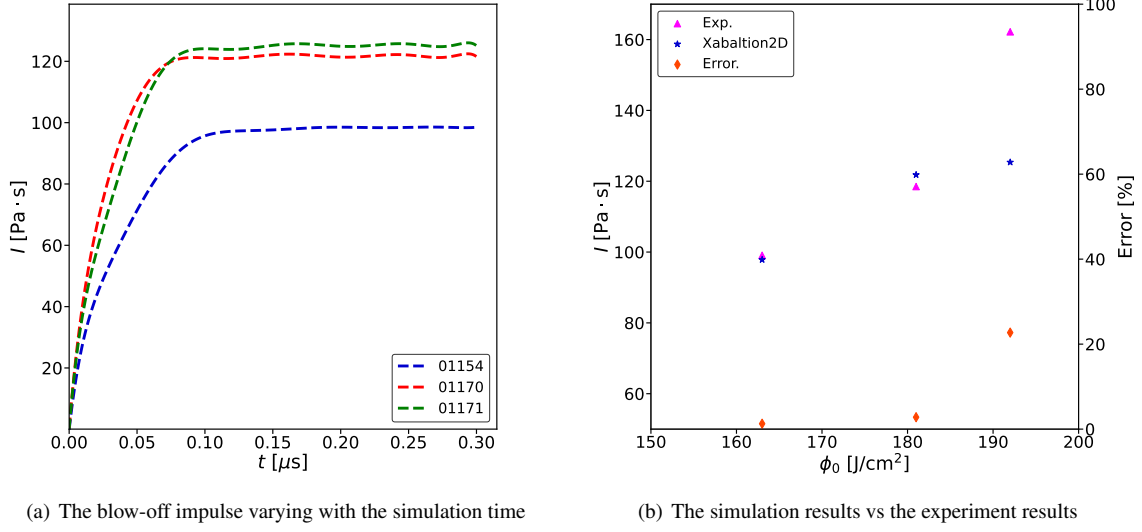 120
100
80
60
40
20
I [Pa · s]
0.00 0.05 0.10 0.15 0.20 0.25 0.30
t [μs]
01154
01170
01171
(a) The blow-off impulse varying with the simulation time
160
140
120
100
80
60
I [Pa · s]
Exp.
Xabaltion2D
Error.
100
80
60
40
20
0
Error [%]
150 160 170 180 190 200
ϕ₀ [J/cm²]
(b) The simulation results vs the experiment results